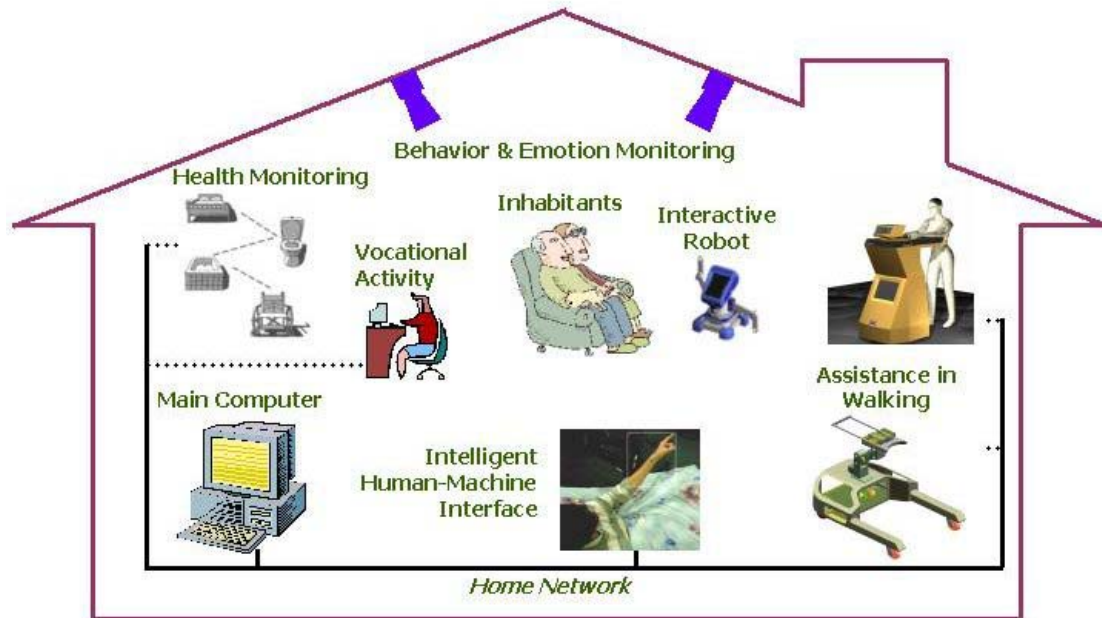 Behavior & Emotion Monitoring
Health Monitoring
Inhabitants
Interactive
Robot
Vocational
Activity
Assistance in
Walking
Main Computer
Intelligent
Human-Machine
Interface
Home Network